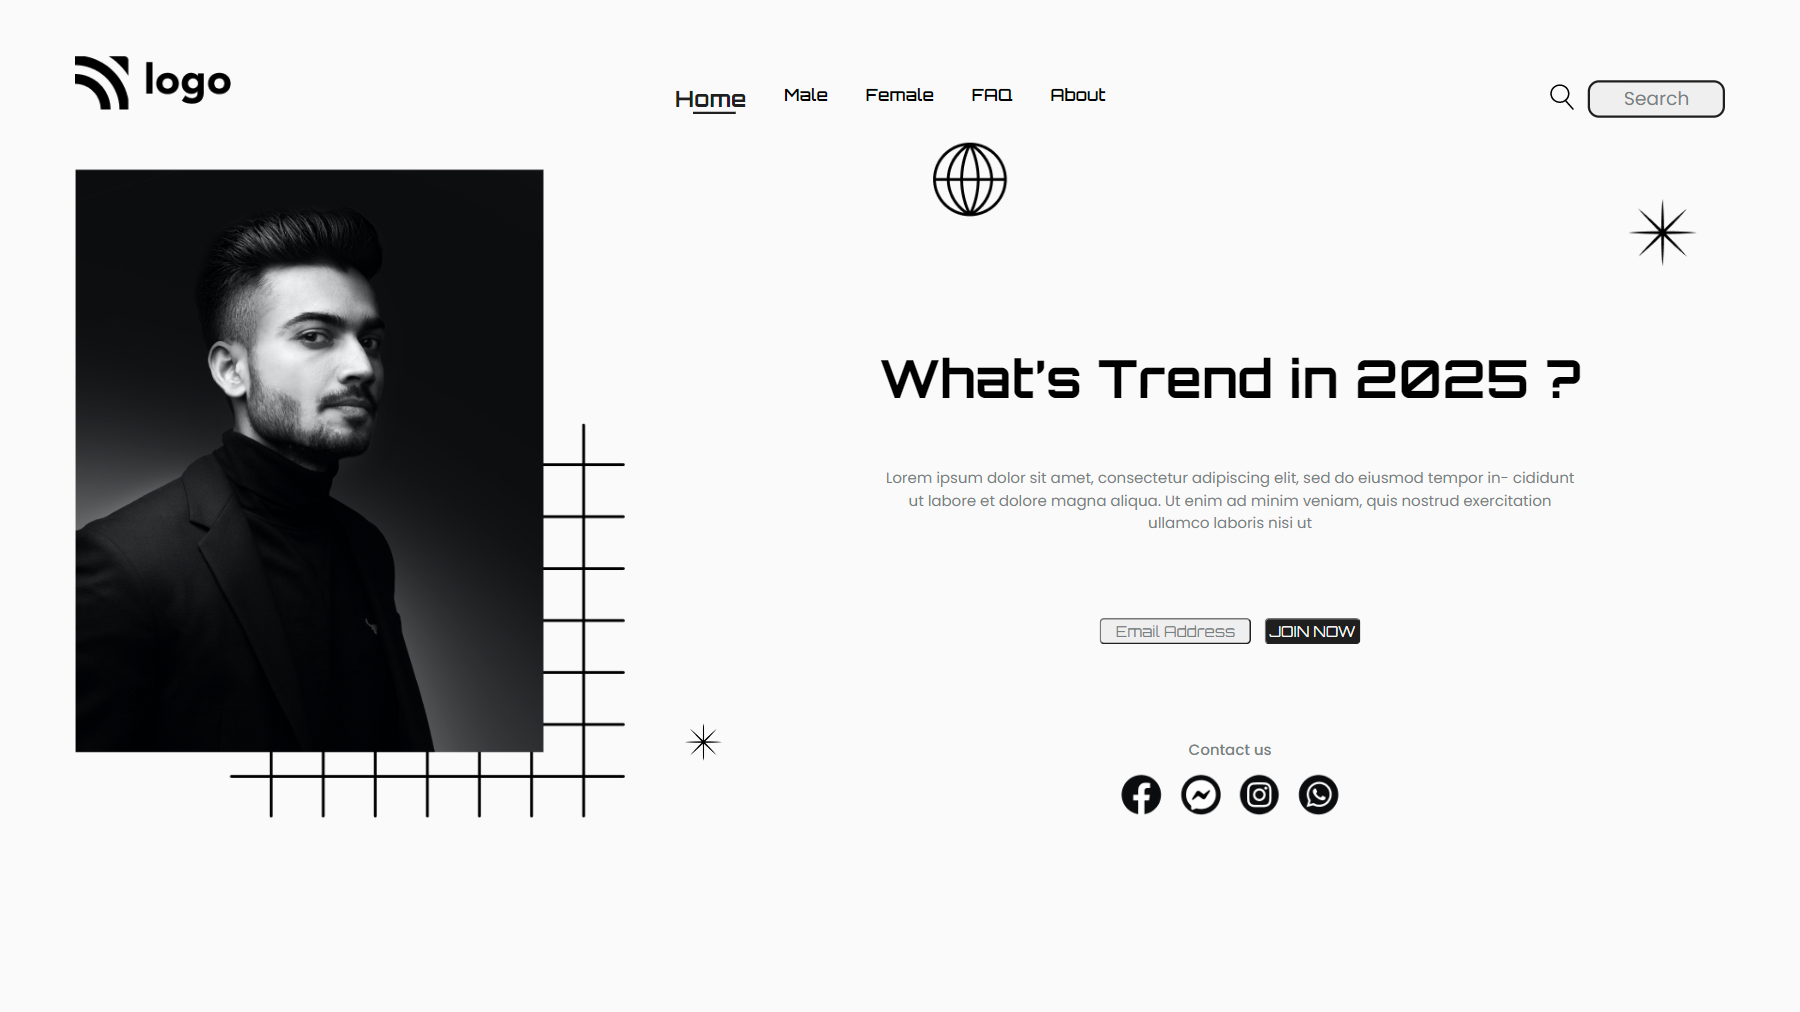 logo
Home
Male
Female
FAQ
About
Search
What's Trend in 2025 ?
Lorem ipsum dolor sit amet, consectetur adipiscing elit, sed do eiusmod tempor in- cididunt
ut labore et dolore magna aliqua. Ut enim ad minim veniam, quis nostrud exercitation
ullamco laboris nisi ut
Email Address
JOIN NOW
Contact us